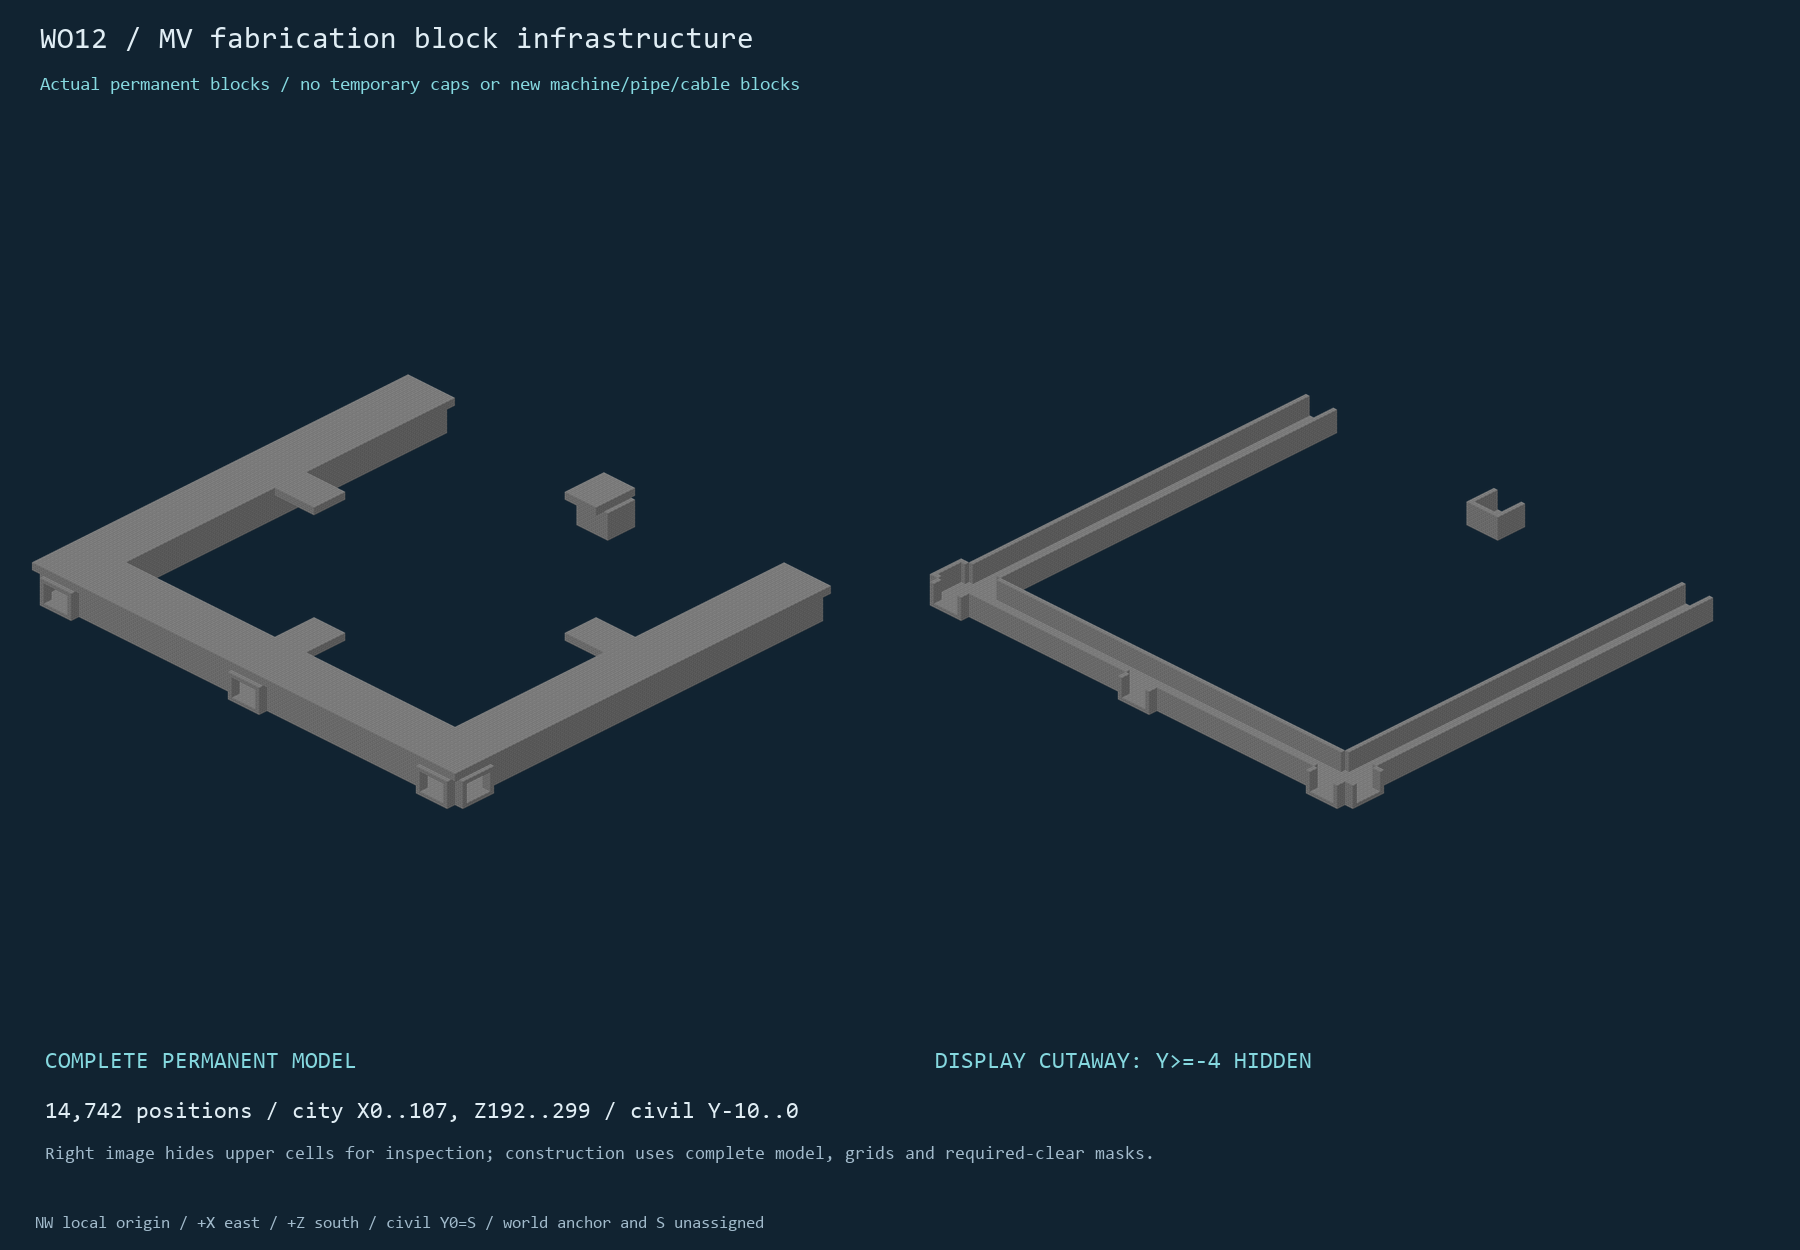 WO12 / MV fabrication block infrastructure
Actual permanent blocks / no temporary caps or new machine/pipe/cable blocks
COMPLETE PERMANENT MODEL
DISPLAY CUTAWAY: Y>=-4 HIDDEN
14,742 positions / city X0..107, Z192..299 / civil Y-10..0
Right image hides upper cells for inspection; construction uses complete model, grids and required-clear masks.
NW local origin / +X east / +Z south / civil Y0=S / world anchor and S unassigned